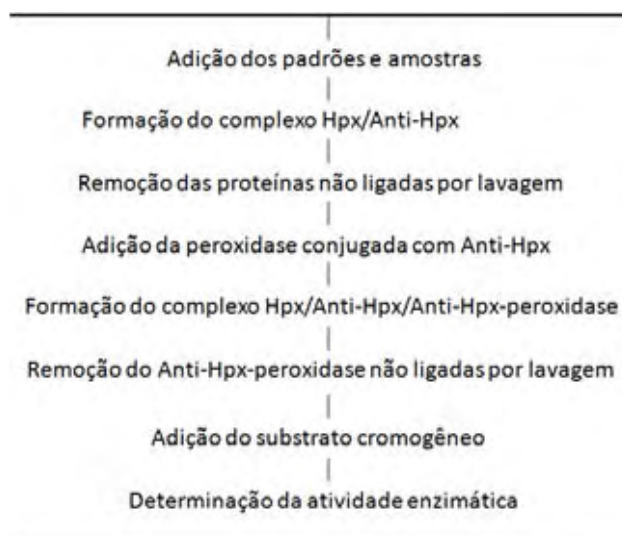 Adição dos padrões e amostras
Formação do complexo Hpx/Anti-Hpx
Remoção das proteínas não ligadas por lavagem
Adição da peroxidase conjugada com Anti-Hpx
Formação do complexo Hpx/Anti-Hpx/Anti-Hpx-peroxidase
Remoção do Anti-Hpx-peroxidase não ligadas por lavagem
Adição do substrato cromogêneo
Determinação da atividade enzimática